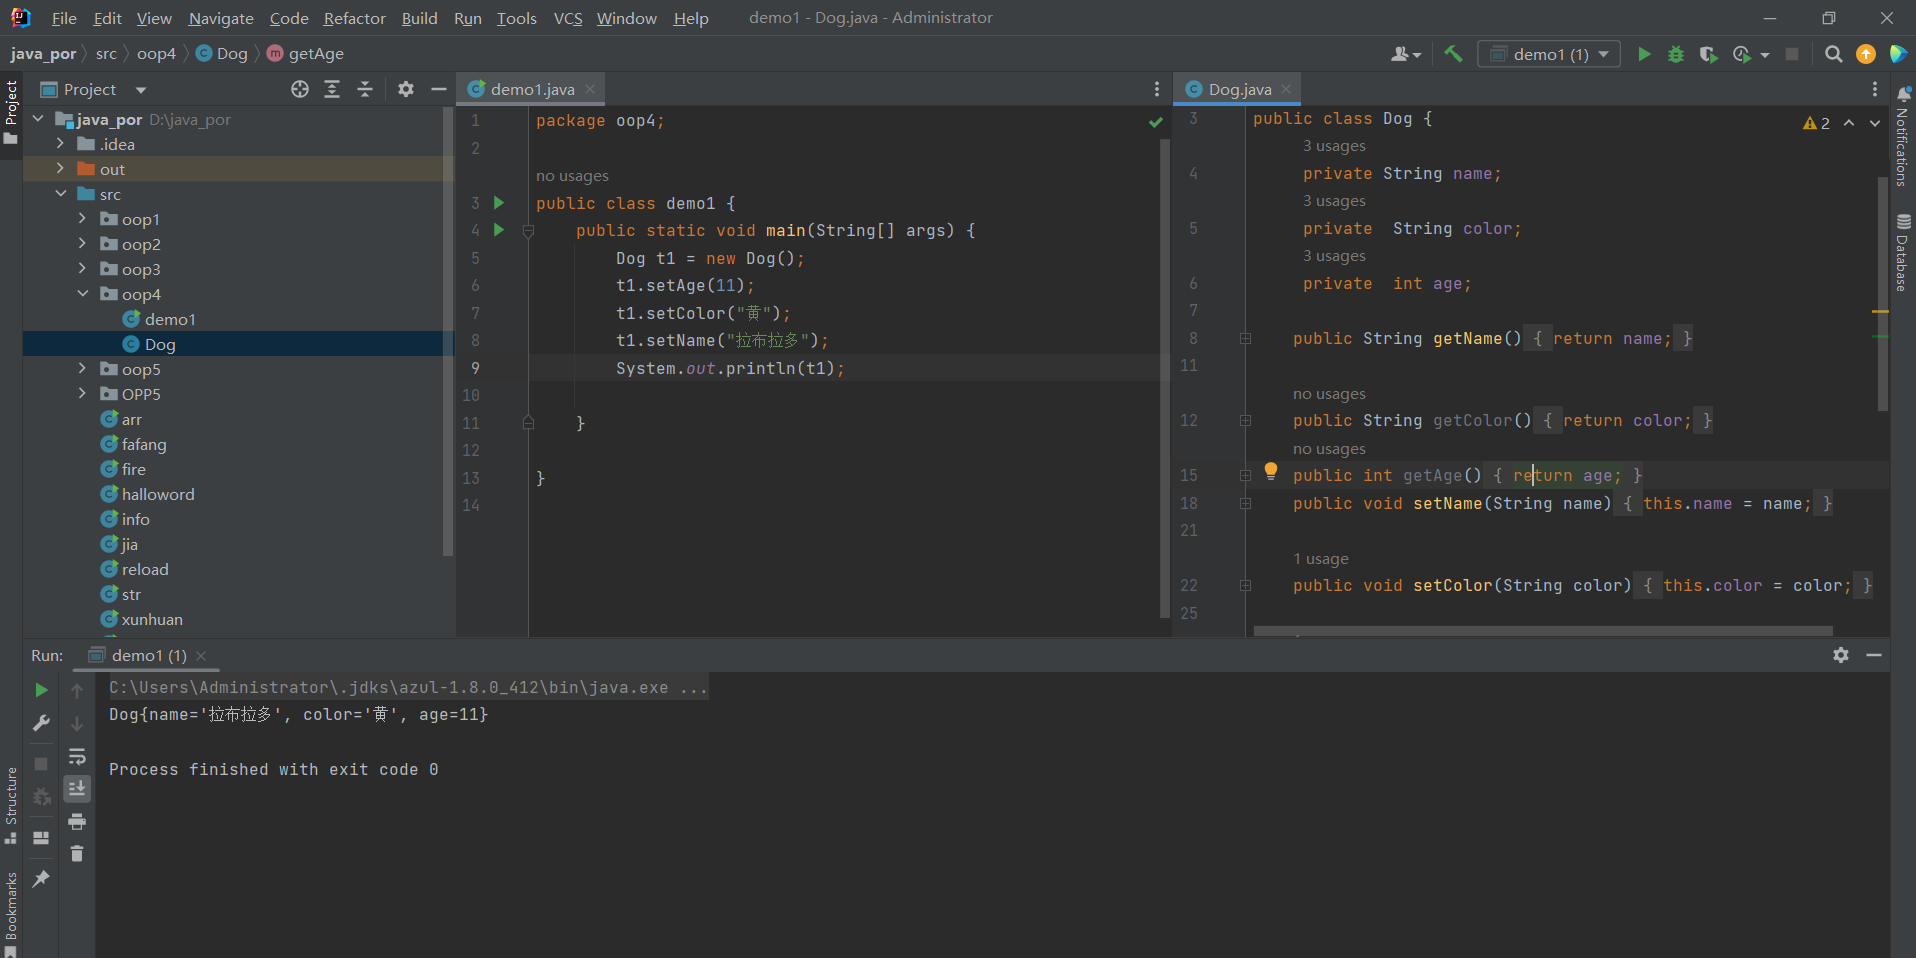 File Edit View Navigate Code Refactor Build Run Tools VCS Window Help demo1 - Dog.java - Administrator
java_por src oop4 Dog getAge demo1 (1)
Project
Project
java_por D:\java_por
.idea
out
src
oop1
oop2
oop3
oop4
demo1
Dog
oop5
OPP5
arr
fafang
fire
halloword
info
jia
reload
str
xunhuan
demo1.java
1 package oop4;
2
no usages
3 public class demo1 {
4 public static void main(String[] args) {
5 Dog t1 = new Dog();
6 t1.setAge(11);
7 t1.setColor("黄");
8 t1.setName("拉布拉多");
9 System.out.println(t1);
10
11 }
12
13 }
14
Dog.java
2
3 public class Dog {
3 usages
4 private String name;
3 usages
5 private String color;
3 usages
6 private int age;
7
8 public String getName() { return name; }
11
no usages
12 public String getColor() { return color; }
no usages
15 public int getAge() { return age; }
18 public void setName(String name) { this.name = name; }
21
1 usage
22 public void setColor(String color) { this.color = color; }
25
Notifications
Database
Run: demo1 (1)
C:\Users\Administrator\.jdks\azul-1.8.0_412\bin\java.exe ...
Dog{name='拉布拉多', color='黄', age=11}
Process finished with exit code 0
Structure
Bookmarks